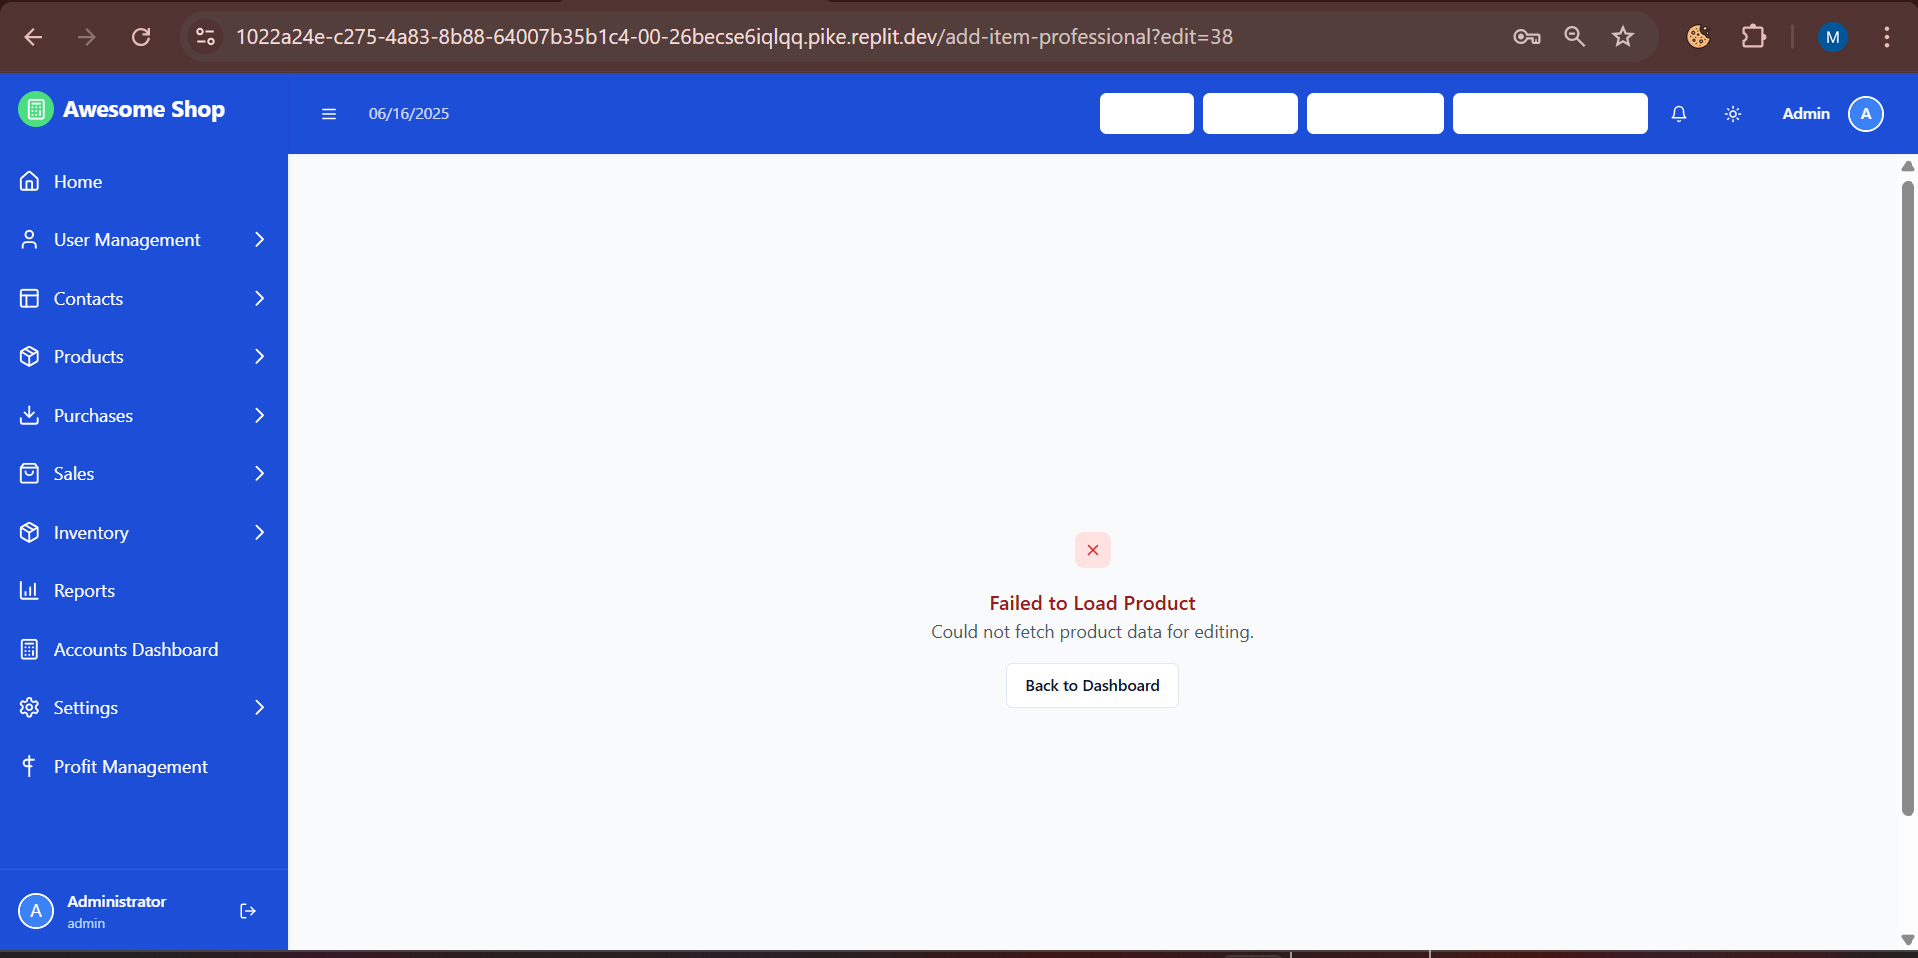 1022a24e-c275-4a83-8b88-64007b35b1c4-00-26becse6iqlqq.pike.replit.dev/add-item-professional?edit=38
M
Awesome Shop
06/16/2025
Admin
A
Home
User Management
Contacts
Products
Purchases
Sales
Inventory
Reports
Accounts Dashboard
Settings
Profit Management
Failed to Load Product
Could not fetch product data for editing.
Back to Dashboard
A
Administrator
admin